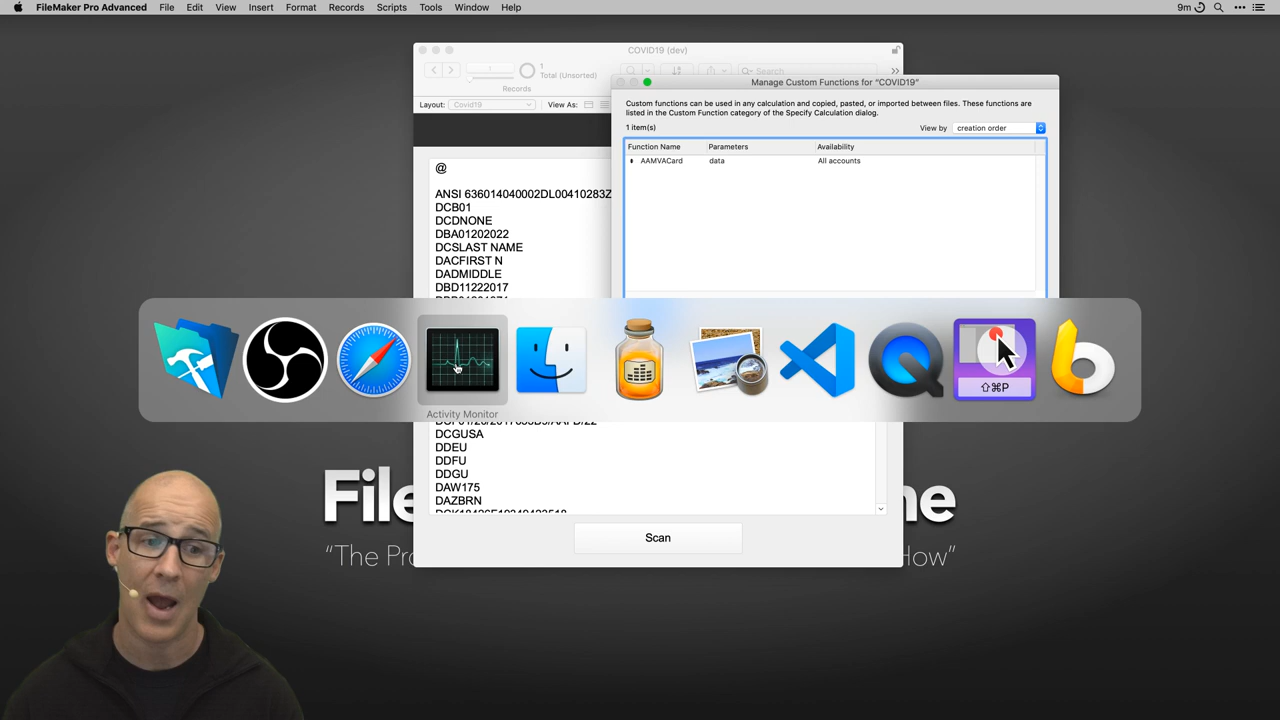 FileMaker Pro Advanced File Edit View Insert Format Records Scripts Tools Window Help 9m
COVID19 (dev)
1
Total (Unsorted)
Search
Records
Layout: Covid19 View As:
Manage Custom Functions for “COVID19”
Custom functions can be used in any calculation and copied, pasted, or imported between files. These functions are
listed in the Custom Function category of the Specify Calculation dialog.
1 item(s) View by creation order
Function Name Parameters Availability
AAMVACard data All accounts
@
ANSI 636014040002DL00410283Z
DCB01
DCDNONE
DBA01202022
DCSLAST NAME
DACFIRST N
DADMIDDLE
DBD11222017
⇧⌘P
Activity Monitor
DCGUSA
DDEU
DDFU
DDGU
DAW175
DAZBRN
Scan
File ne
“The Pro How”